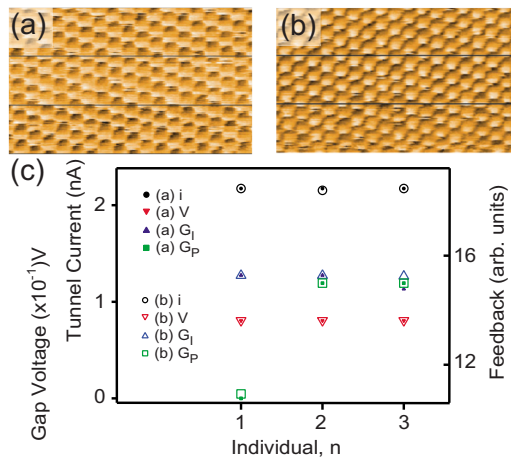 (a)
(b)
(c)
Gap Voltage (x10⁻¹)V
Tunnel Current (nA)
2
1
0
(a) i
(a) V
(a) G_I
(a) G_P
(b) i
(b) V
(b) G_I
(b) G_P
16
12
Feedback (arb. units)
1 2 3
Individual, n